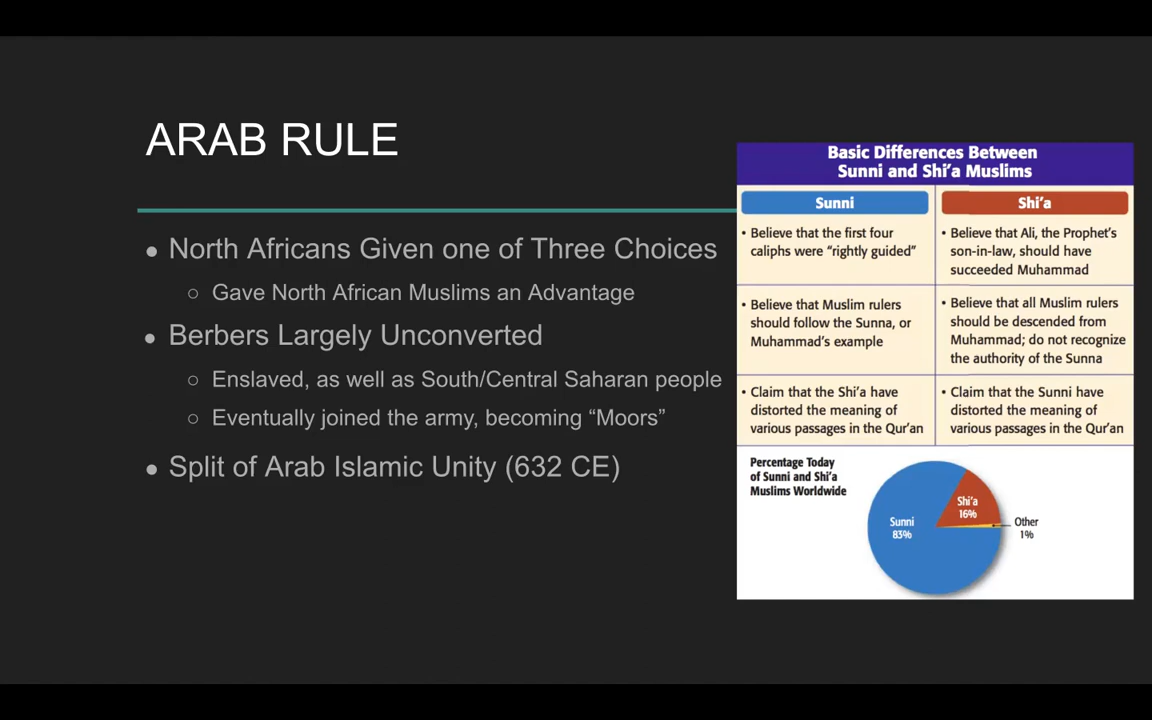 ARAB RULE
● North Africans Given one of Three Choices
○ Gave North African Muslims an Advantage
● Berbers Largely Unconverted
○ Enslaved, as well as South/Central Saharan people
○ Eventually joined the army, becoming “Moors”
● Split of Arab Islamic Unity (632 CE)
Basic Differences Between
Sunni and Shi’a Muslims
Sunni
• Believe that the first four
caliphs were “rightly guided”
• Believe that Muslim rulers
should follow the Sunna, or
Muhammad’s example
• Claim that the Shi’a have
distorted the meaning of
various passages in the Qur’an
Shi’a
• Believe that Ali, the Prophet’s
son-in-law, should have
succeeded Muhammad
• Believe that all Muslim rulers
should be descended from
Muhammad; do not recognize
the authority of the Sunna
• Claim that the Sunni have
distorted the meaning of
various passages in the Qur’an
Percentage Today
of Sunni and Shi’a
Muslims Worldwide
Sunni
83%
Shi’a
16%
Other
1%